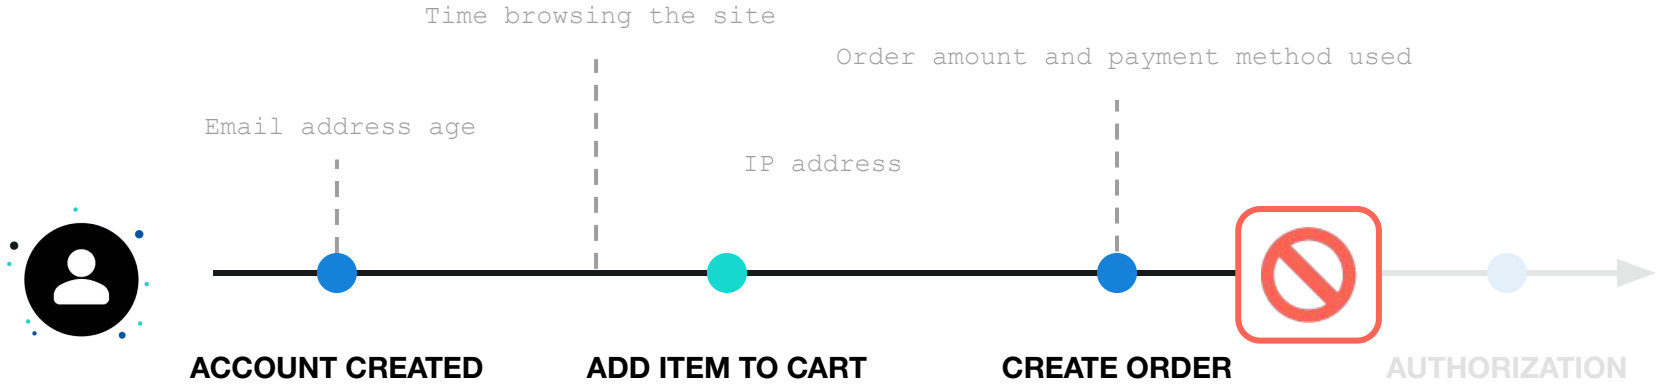 Time browsing the site
Order amount and payment method used
Email address age
IP address
ACCOUNT CREATED
ADD ITEM TO CART
CREATE ORDER
AUTHORIZATION